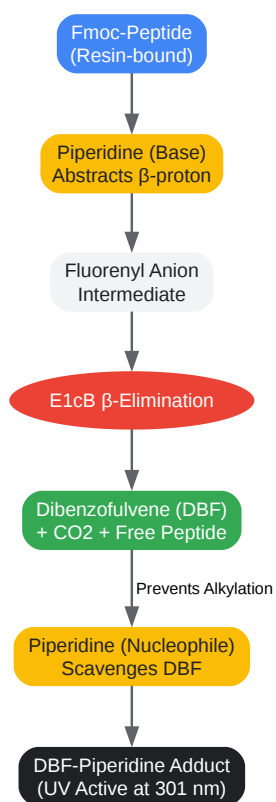 Fmoc-Peptide
(Resin-bound)
Piperidine (Base)
Abstracts β-proton
Fluorenyl Anion
Intermediate
E1cB β-Elimination
Dibenzofulvene (DBF)
+ CO2 + Free Peptide
Prevents Alkylation
Piperidine (Nucleophile)
Scavenges DBF
DBF-Piperidine Adduct
(UV Active at 301 nm)